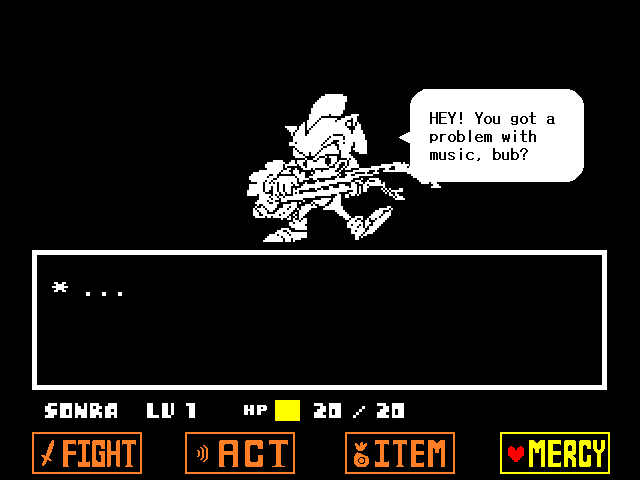 HEY! You got a
problem with
music, bub?
* ...
SONRA LV 1 HP 20 / 20
FIGHT ACT ITEM MERCY